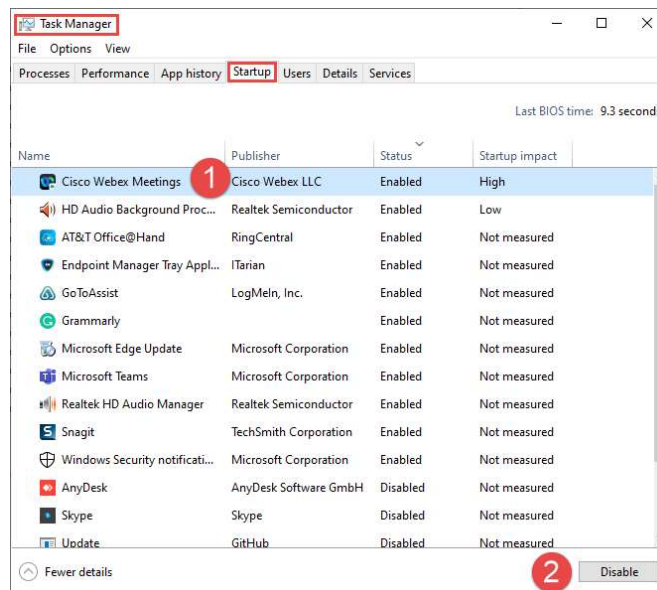 Task Manager
File Options View
Processes Performance App history Startup Users Details Services
Last BIOS time: 9.3 second
Name Publisher Status Startup impact
Cisco Webex Meetings 1 Cisco Webex LLC Enabled High
HD Audio Background Proc... Realtek Semiconductor Enabled Low
AT&T Office@Hand RingCentral Enabled Not measured
Endpoint Manager Tray Appl... ITarian Enabled Not measured
GoToAssist LogMeIn, Inc. Enabled Not measured
Grammarly Enabled Not measured
Microsoft Edge Update Microsoft Corporation Enabled Not measured
Microsoft Teams Microsoft Corporation Enabled Not measured
Realtek HD Audio Manager Realtek Semiconductor Enabled Not measured
Snagit TechSmith Corporation Enabled Not measured
Windows Security notificati... Microsoft Corporation Enabled Not measured
AnyDesk AnyDesk Software GmbH Disabled Not measured
Skype Skype Disabled Not measured
Update GitHub Disabled Not measured
Fewer details 2 Disable